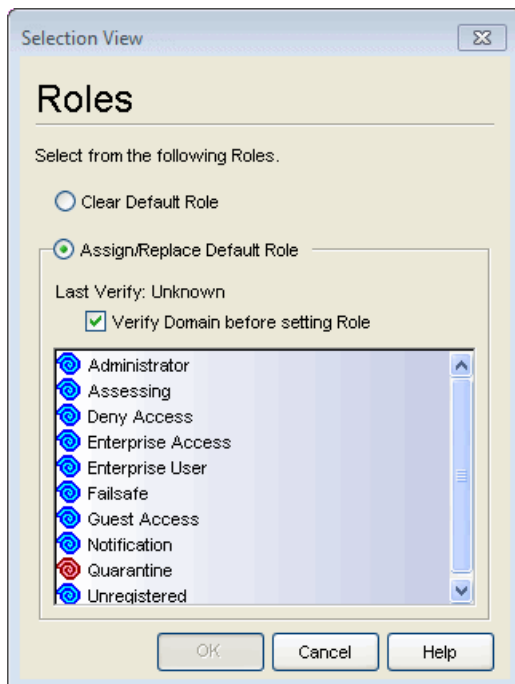 Selection View
Roles
Select from the following Roles.
Clear Default Role
Assign/Replace Default Role
Last Verify: Unknown
Verify Domain before setting Role
Administrator
Assessing
Deny Access
Enterprise Access
Enterprise User
Failsafe
Guest Access
Notification
Quarantine
Unregistered
OK
Cancel
Help